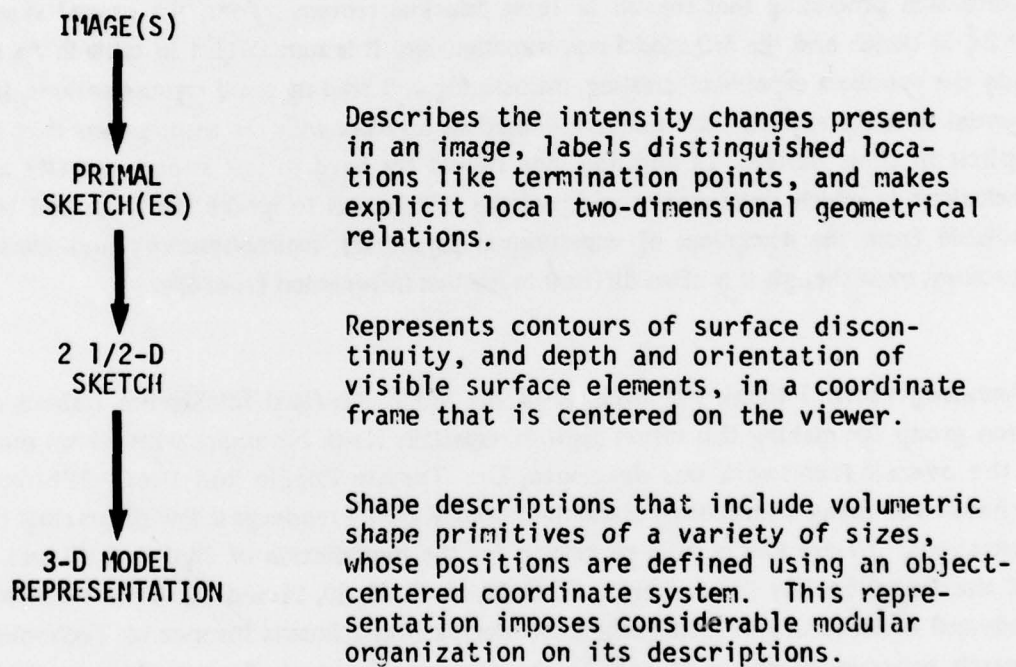 IMAGE(S)
Describes the intensity changes present
in an image, labels distinguished loca-
tions like termination points, and makes
explicit local two-dimensional geometrical
relations.
PRIMAL
SKETCH(ES)
Represents contours of surface discon-
tinuity, and depth and orientation of
visible surface elements, in a coordinate
frame that is centered on the viewer.
2 1/2-D
SKETCH
Shape descriptions that include volumetric
shape primitives of a variety of sizes,
whose positions are defined using an object-
centered coordinate system. This repre-
sentation imposes considerable modular
organization on its descriptions.
3-D MODEL
REPRESENTATION